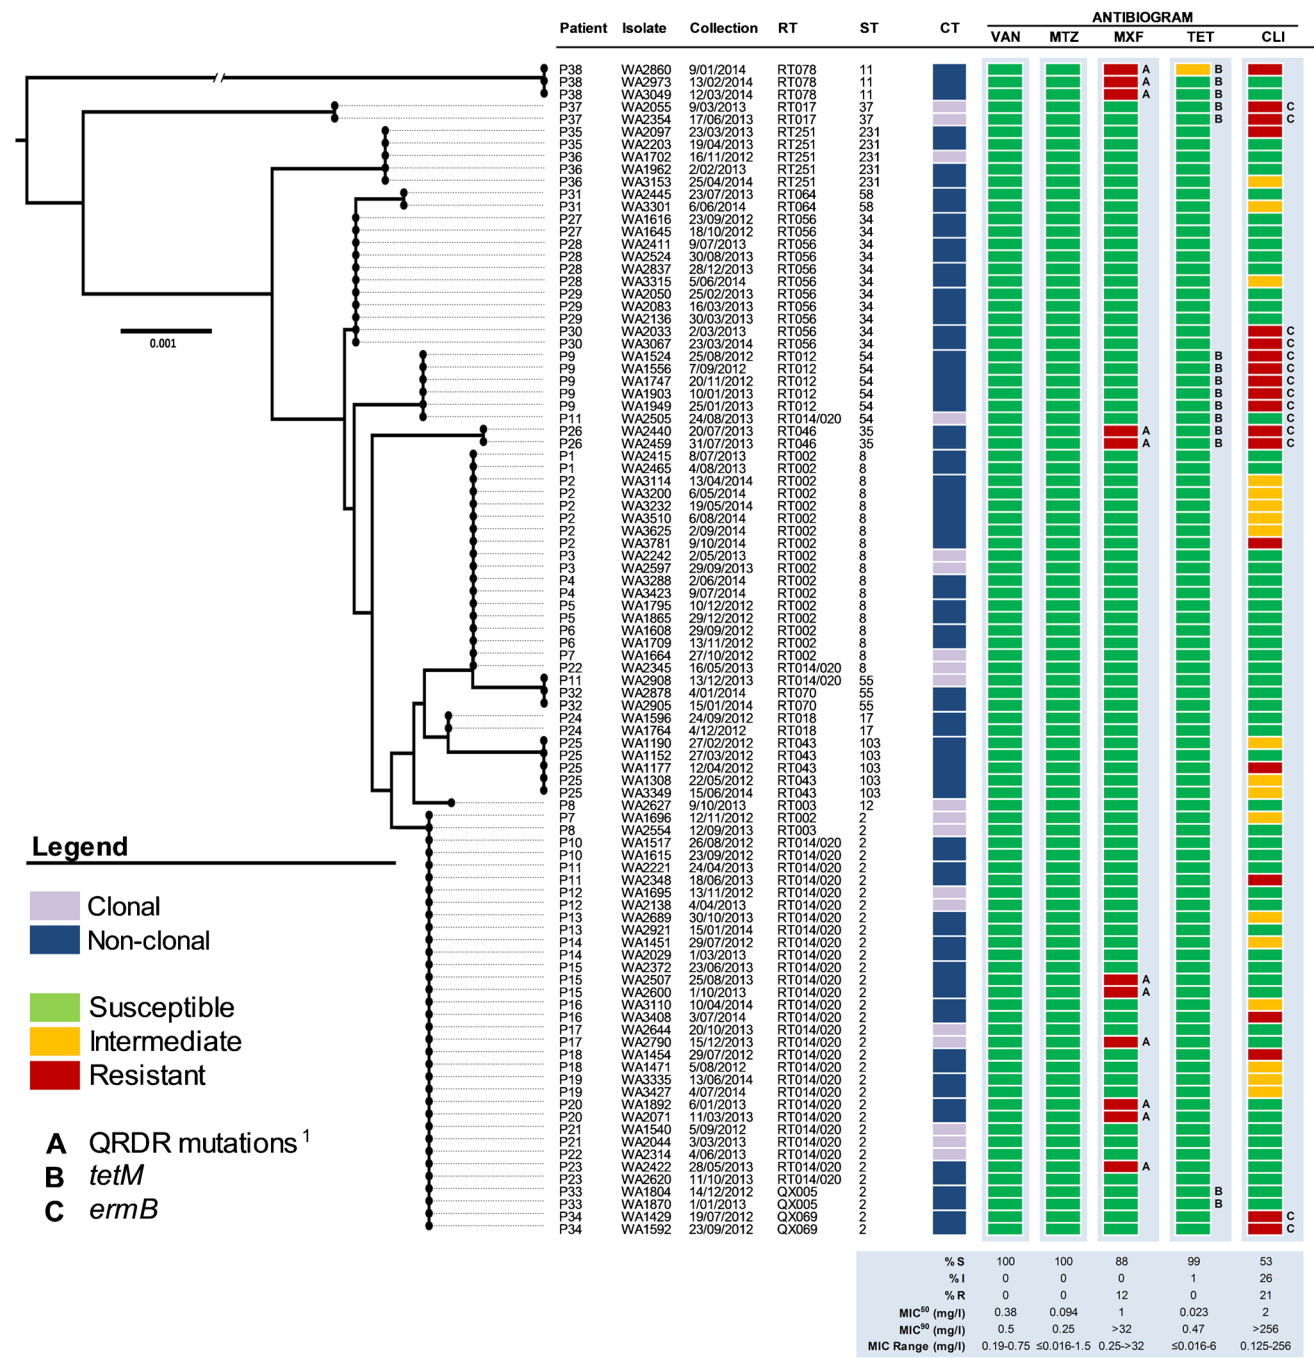 ANTIBIOGRAM
Patient Isolate Collection RT ST CT VAN MTZ MXF TET CLI
P38 WA2860 9/01/2014 RT078 11 A B
P38 WA2973 13/02/2014 RT078 11 A B
P38 WA3049 12/03/2014 RT078 11 A B
P37 WA2055 9/03/2013 RT017 37 B C
P37 WA2354 17/06/2013 RT017 37 B C
P35 WA2097 23/03/2013 RT251 231
P35 WA2203 19/04/2013 RT251 231
P36 WA1702 16/11/2012 RT251 231
P36 WA1962 2/02/2013 RT251 231
P36 WA3153 25/04/2014 RT251 231
P31 WA2445 23/07/2013 RT064 58
P31 WA3301 6/06/2014 RT064 58
P27 WA1616 23/09/2012 RT056 34
P27 WA1645 18/10/2012 RT056 34
P28 WA2411 9/07/2013 RT056 34
P28 WA2524 30/08/2013 RT056 34
P28 WA2837 28/12/2013 RT056 34
P28 WA3315 5/06/2014 RT056 34
P29 WA2050 25/02/2013 RT056 34
P29 WA2083 16/03/2013 RT056 34
P29 WA2136 30/03/2013 RT056 34
P30 WA2033 2/03/2013 RT056 34 C
P30 WA3067 23/03/2014 RT056 34 C
0.001
P9 WA1524 25/08/2012 RT012 54 B C
P9 WA1556 7/09/2012 RT012 54 B C
P9 WA1747 20/11/2012 RT012 54 B C
P9 WA1903 10/01/2013 RT012 54 B C
P9 WA1949 25/01/2013 RT012 54 B C
P11 WA2505 24/08/2013 RT014/020 54 B C
P26 WA2440 20/07/2013 RT046 35 A B C
P26 WA2459 31/07/2013 RT046 35 A B C
P1 WA2415 8/07/2013 RT002 8
P1 WA2465 4/08/2013 RT002 8
P2 WA3114 13/04/2014 RT002 8
P2 WA3200 6/05/2014 RT002 8
P2 WA3232 19/05/2014 RT002 8
P2 WA3510 6/08/2014 RT002 8
P2 WA3625 2/09/2014 RT002 8
P2 WA3781 9/10/2014 RT002 8
P3 WA2242 2/05/2013 RT002 8
P3 WA2597 29/09/2013 RT002 8
P4 WA3288 2/06/2014 RT002 8
P4 WA3423 9/07/2014 RT002 8
P5 WA1795 10/12/2012 RT002 8
P5 WA1865 29/12/2012 RT002 8
P6 WA1608 29/09/2012 RT002 8
P6 WA1709 13/11/2012 RT002 8
P7 WA1664 27/10/2012 RT002 8
P22 WA2345 16/05/2013 RT014/020 8
P11 WA2908 13/12/2013 RT014/020 55
P32 WA2878 4/01/2014 RT070 55
P32 WA2905 15/01/2014 RT070 55
P24 WA1596 24/09/2012 RT018 17
P24 WA1764 4/12/2012 RT018 17
P25 WA1190 27/02/2012 RT043 103
P25 WA1152 27/03/2012 RT043 103
P25 WA1177 12/04/2012 RT043 103
P25 WA1308 22/05/2012 RT043 103
P25 WA3349 15/06/2014 RT043 103
P8 WA2627 9/10/2013 RT003 12
P7 WA1696 12/11/2012 RT002 2
P8 WA2554 12/09/2013 RT003 2
P10 WA1517 26/08/2012 RT014/020 2
P10 WA1615 23/09/2012 RT014/020 2
P11 WA2221 24/04/2013 RT014/020 2
P11 WA2348 18/06/2013 RT014/020 2
P12 WA1695 13/11/2012 RT014/020 2
P12 WA2138 4/04/2013 RT014/020 2
P13 WA2689 30/10/2013 RT014/020 2
P13 WA2921 15/01/2014 RT014/020 2
P14 WA1451 29/07/2012 RT014/020 2
P14 WA2029 1/03/2013 RT014/020 2
P15 WA2372 23/06/2013 RT014/020 2
P15 WA2507 25/08/2013 RT014/020 2 A
P15 WA2600 1/10/2013 RT014/020 2 A
P16 WA3110 10/04/2014 RT014/020 2
P16 WA3408 3/07/2014 RT014/020 2
P17 WA2644 20/10/2013 RT014/020 2
P17 WA2790 15/12/2013 RT014/020 2 A
P18 WA1454 29/07/2012 RT014/020 2
P18 WA1471 5/08/2012 RT014/020 2
P19 WA3335 13/06/2014 RT014/020 2
P19 WA3427 4/07/2014 RT014/020 2
P20 WA1892 6/01/2013 RT014/020 2 A
P20 WA2071 11/03/2013 RT014/020 2 A
P21 WA1540 5/09/2012 RT014/020 2
P21 WA2044 3/03/2013 RT014/020 2
P22 WA2314 4/06/2013 RT014/020 2
P23 WA2422 28/05/2013 RT014/020 2 A
P23 WA2620 11/10/2013 RT014/020 2
P33 WA1804 14/12/2012 QX005 2 B
P33 WA1870 1/01/2013 QX005 2 B
P34 WA1429 19/07/2012 QX069 2 C
P34 WA1592 23/09/2012 QX069 2 C
Legend
Clonal
Non-clonal
Susceptible
Intermediate
Resistant
A QRDR mutations1
B tetM
C ermB
% S 100 100 88 99 53
% I 0 0 0 1 26
% R 0 0 12 0 21
MIC50 (mg/l) 0.38 0.094 1 0.023 2
MIC90 (mg/l) 0.5 0.25 >32 0.47 >256
MIC Range (mg/l) 0.19-0.75 ≤0.016-1.5 0.25->32 ≤0.016-6 0.125-256